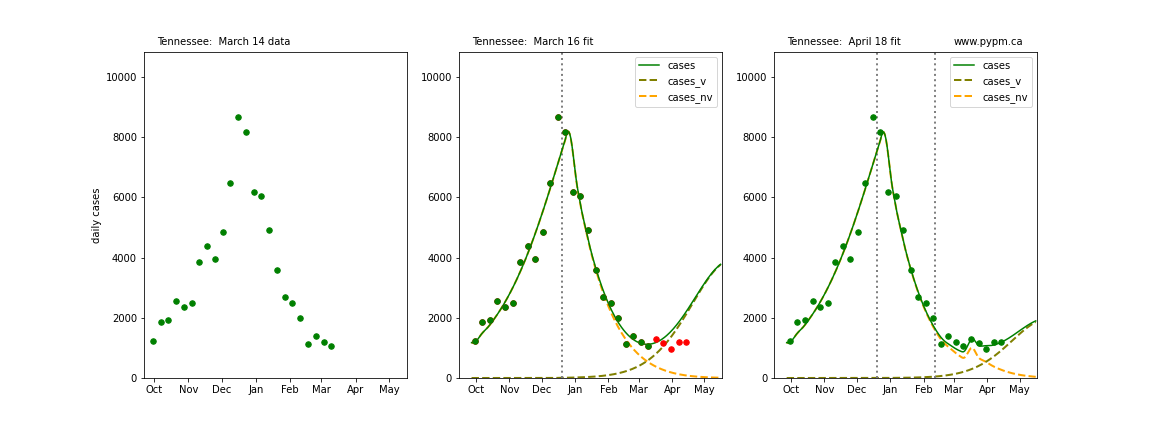 Tennessee: March 14 data
10000
8000
6000
4000
2000
0
daily cases
Oct Nov Dec Jan Feb Mar Apr May
Tennessee: March 16 fit
cases
cases_v
cases_nv
10000
8000
6000
4000
2000
0
Oct Nov Dec Jan Feb Mar Apr May
Tennessee: April 18 fit www.pypm.ca
cases
cases_v
cases_nv
10000
8000
6000
4000
2000
0
Oct Nov Dec Jan Feb Mar Apr May